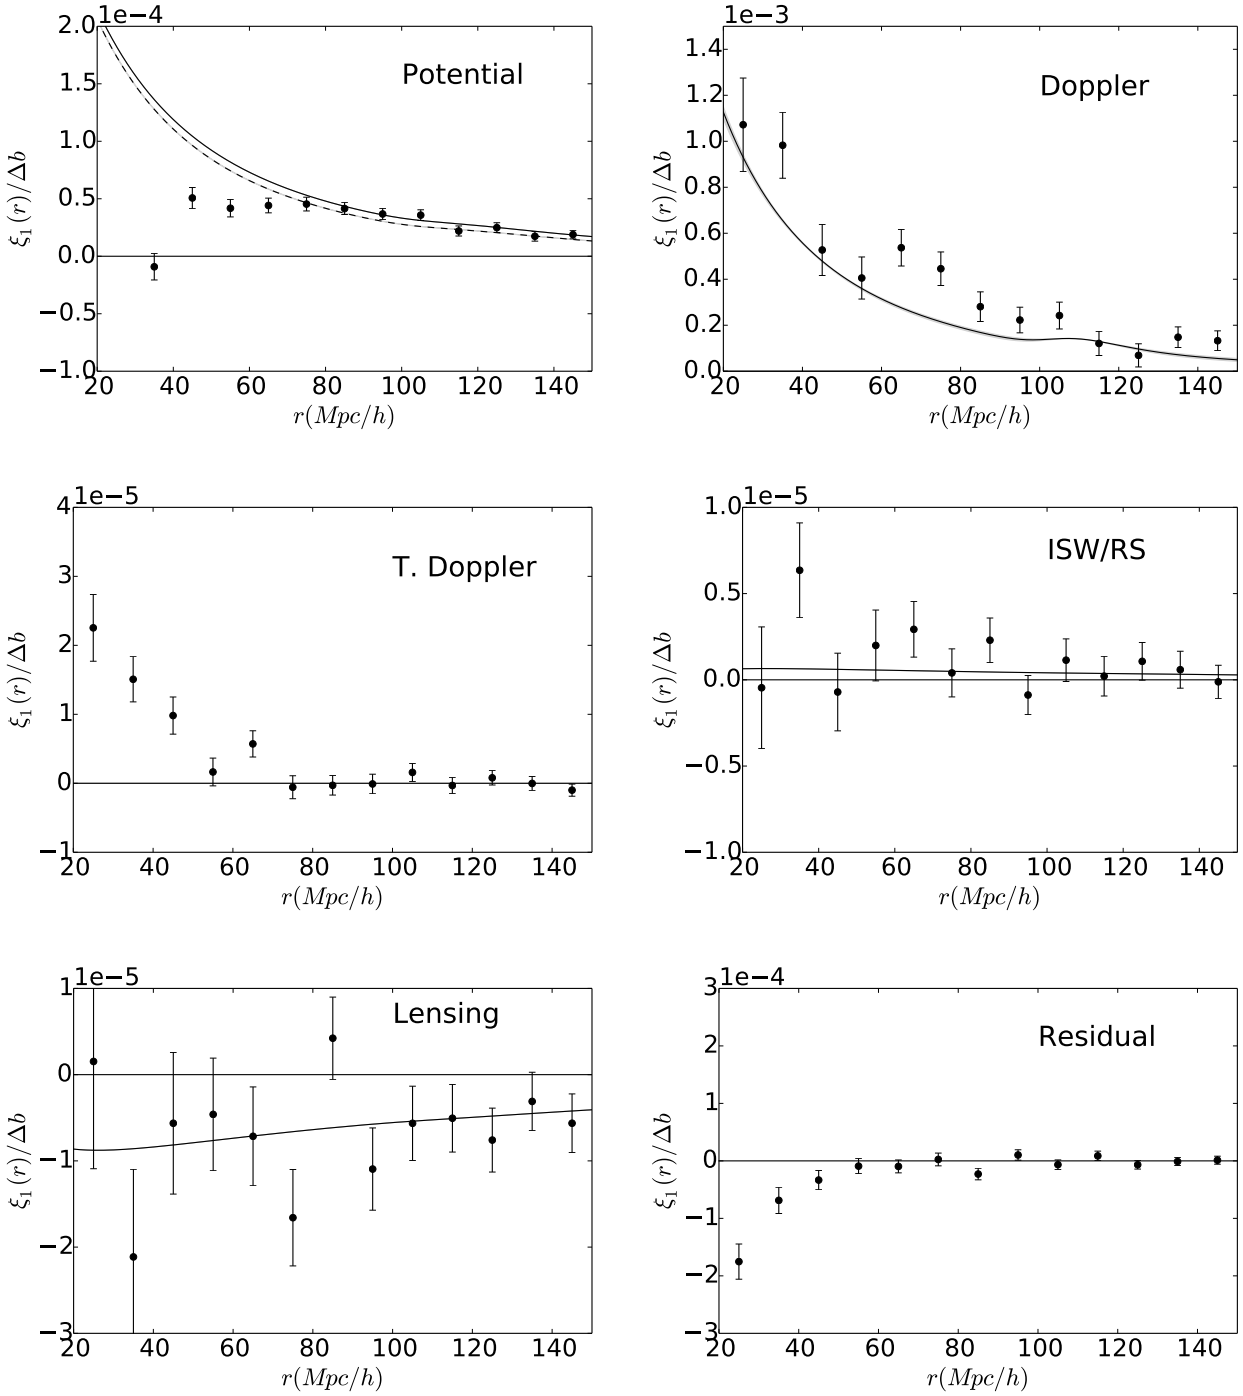 1e−4
2.0
1.5
1.0
0.5
0.0
−0.5
−1.0
20 40 60 80 100 120 140
r(Mpc/h)
ξ₁(r)/Δb
Potential
1e−3
1.4
1.2
1.0
0.8
0.6
0.4
0.2
0.0
20 40 60 80 100 120 140
r(Mpc/h)
ξ₁(r)/Δb
Doppler
1e−5
4
3
2
1
0
−1
20 40 60 80 100 120 140
r(Mpc/h)
ξ₁(r)/Δb
T. Doppler
1e−5
1.0
0.5
0.0
−0.5
−1.0
20 40 60 80 100 120 140
r(Mpc/h)
ξ₁(r)/Δb
ISW/RS
1e−5
1
0
−1
−2
−3
20 40 60 80 100 120 140
r(Mpc/h)
ξ₁(r)/Δb
Lensing
1e−4
3
2
1
0
−1
−2
−3
20 40 60 80 100 120 140
r(Mpc/h)
ξ₁(r)/Δb
Residual